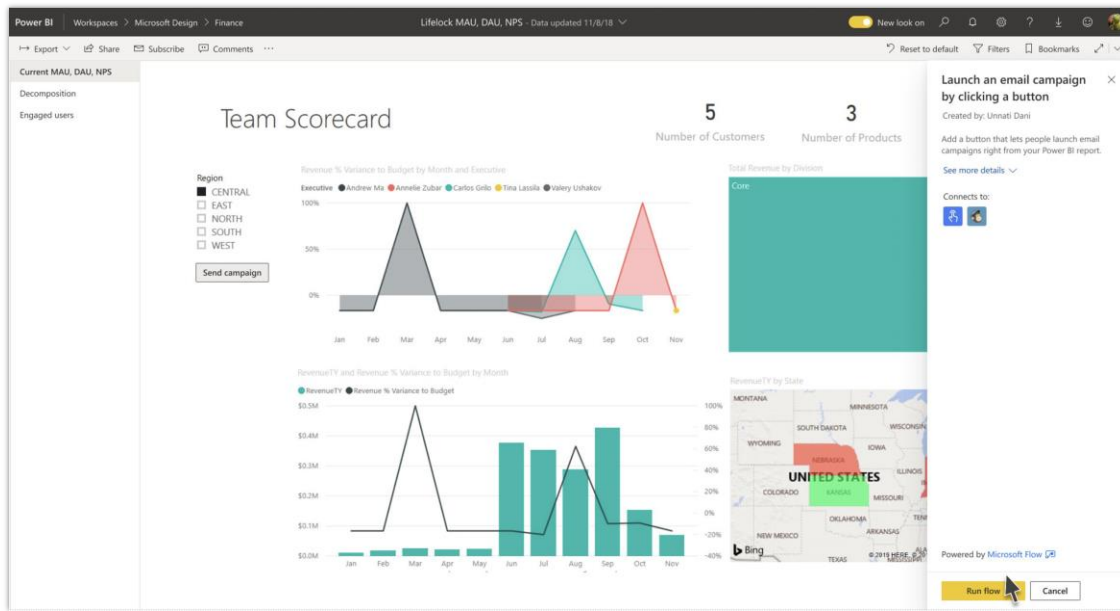 Power BI
Workspaces > Microsoft Design > Finance
Lifelock MAU, DAU, NPS - Data updated 11/8/18
New look on
Export
Share
Subscribe
Comments
Reset to default
Filters
Bookmarks
Current MAU, DAU, NPS
Decomposition
Engaged users
Team Scorecard
5
Number of Customers
3
Number of Products
Region
CENTRAL
EAST
NORTH
SOUTH
WEST
Send campaign
Revenue % Variance to Budget by Month and Executive
Executive Andrew Ma Annelie Zubar Carlos Grilo Tina Lassila Valery Ushakov
100%
50%
0%
Jan Feb Mar Apr May Jun Jul Aug Sep Oct Nov
Total Revenue by Division
Core
RevenueTY and Revenue % Variance to Budget by Month
RevenueTY Revenue % Variance to Budget
$0.5M 100%
80%
$0.4M 60%
$0.3M 40%
20%
$0.2M 0%
$0.1M -20%
$0.0M -40%
Jan Feb Mar Apr May Jun Jul Aug Sep Oct Nov
RevenueTY by State
MONTANA
MINNESOTA
SOUTH DAKOTA
WISCONSIN
WYOMING
IOWA
NEBRASKA
ILLINOIS
UNITED STATES
COLORADO
KANSAS
MISSOURI
OKLAHOMA
TENN
ARKANSAS
NEW MEXICO
Bing
© 2019 HERE, © 20
TEXAS
MISSISSIPPI
ALA
Launch an email campaign
by clicking a button
Created by: Unnati Dani
Add a button that lets people launch email
campaigns right from your Power BI report.
See more details
Connects to:
Powered by Microsoft Flow
Run flow
Cancel